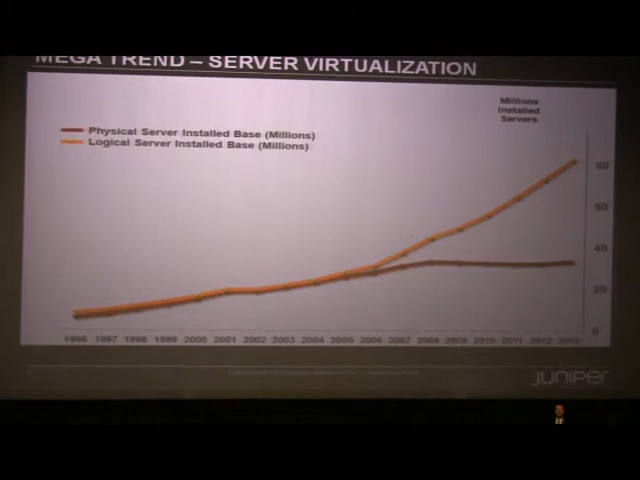 MEGA TREND – SERVER VIRTUALIZATION
Millions
Installed
Servers
Physical Server Installed Base (Millions)
Logical Server Installed Base (Millions)
80
60
40
20
0
1996 1997 1998 1999 2000 2001 2002 2003 2004 2005 2006 2007 2008 2009 2010 2011 2012 2013
JUNIPER